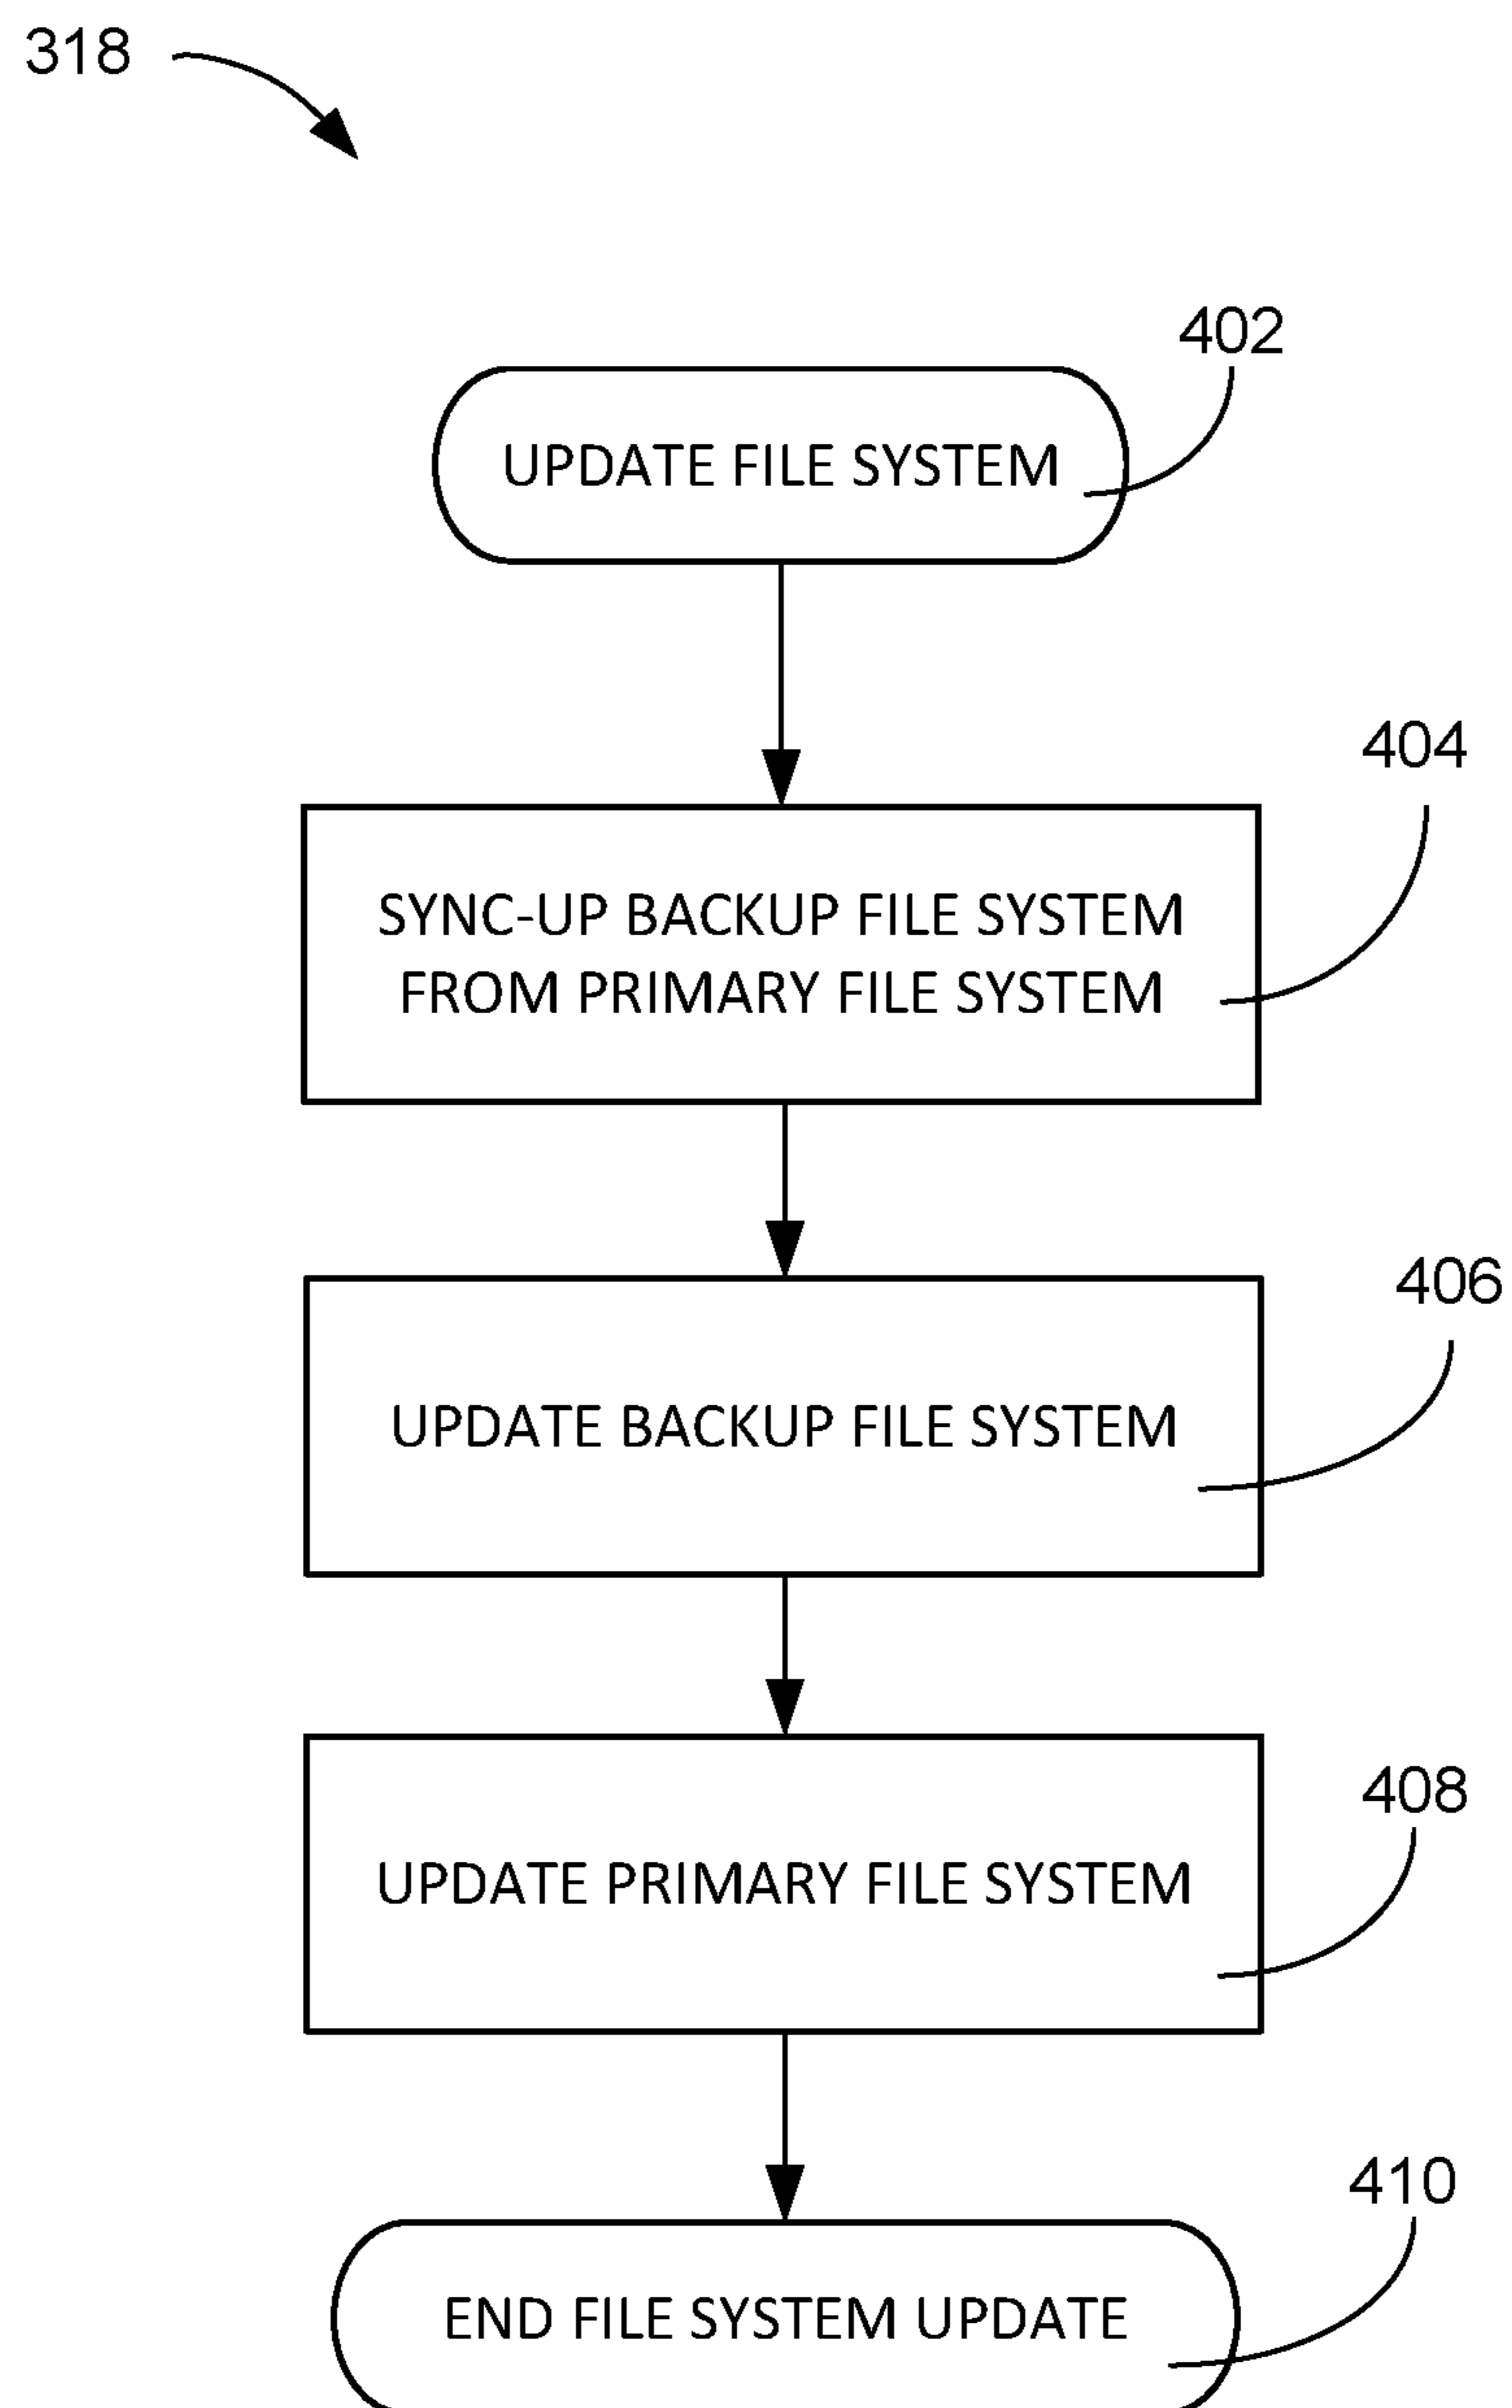 318
402
UPDATE FILE SYSTEM
404
SYNC-UP BACKUP FILE SYSTEM
FROM PRIMARY FILE SYSTEM
406
UPDATE BACKUP FILE SYSTEM
408
UPDATE PRIMARY FILE SYSTEM
410
END FILE SYSTEM UPDATE